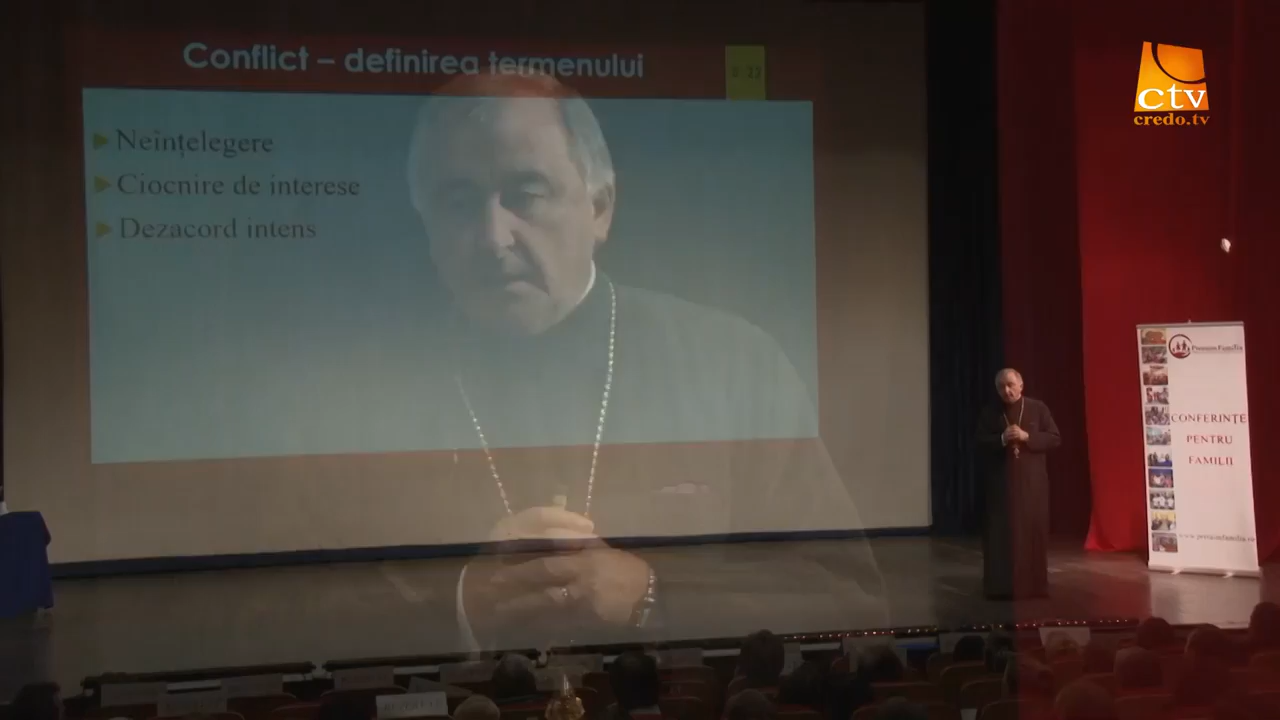 Conflict – definirea termenului
Neînțelegere
Ciocnire de interese
Dezacord intens
ctv
credo.tv
CONFERINȚE
PENTRU
FAMILII